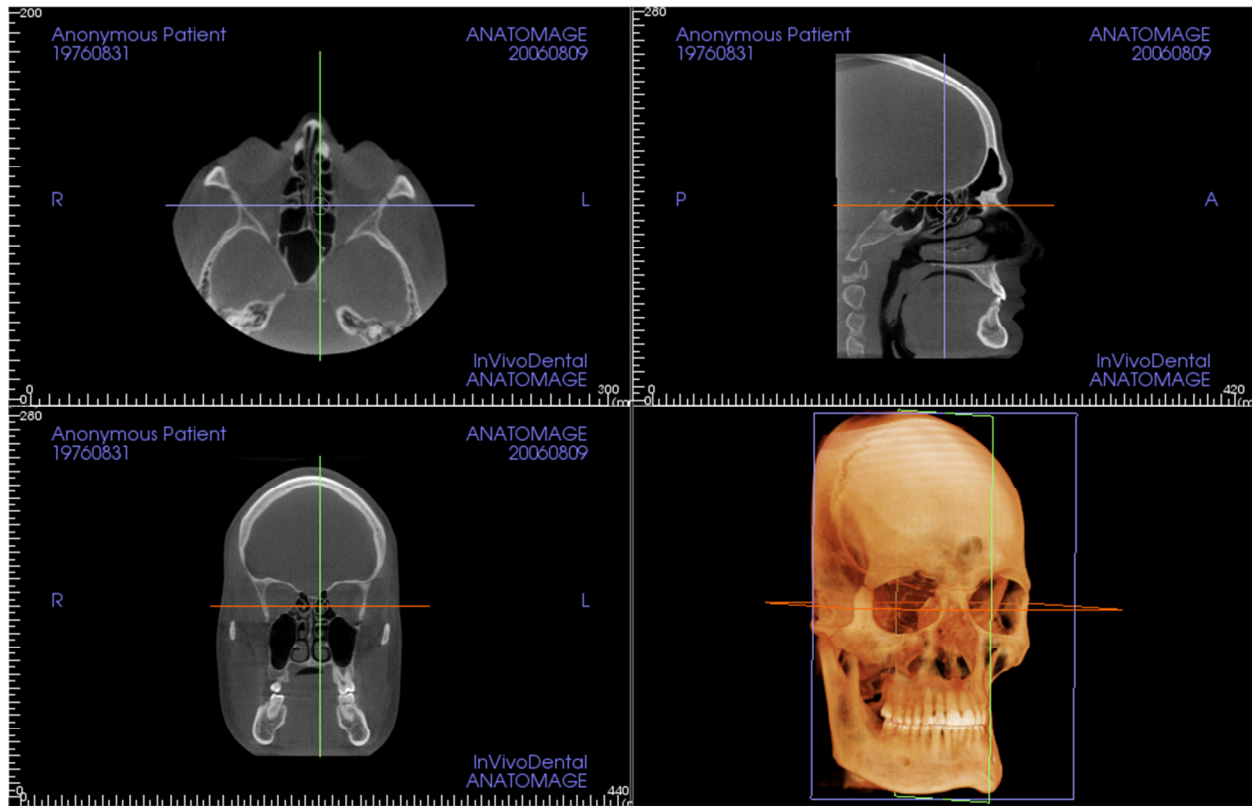 200
Anonymous Patient
19760831
ANATOMAGE
20060809
R
L
InVivoDental
ANATOMAGE
0
300
(m
280
Anonymous Patient
19760831
ANATOMAGE
20060809
P
A
InVivoDental
ANATOMAGE
0
420
(m
280
Anonymous Patient
19760831
ANATOMAGE
20060809
R
L
InVivoDental
ANATOMAGE
0
440